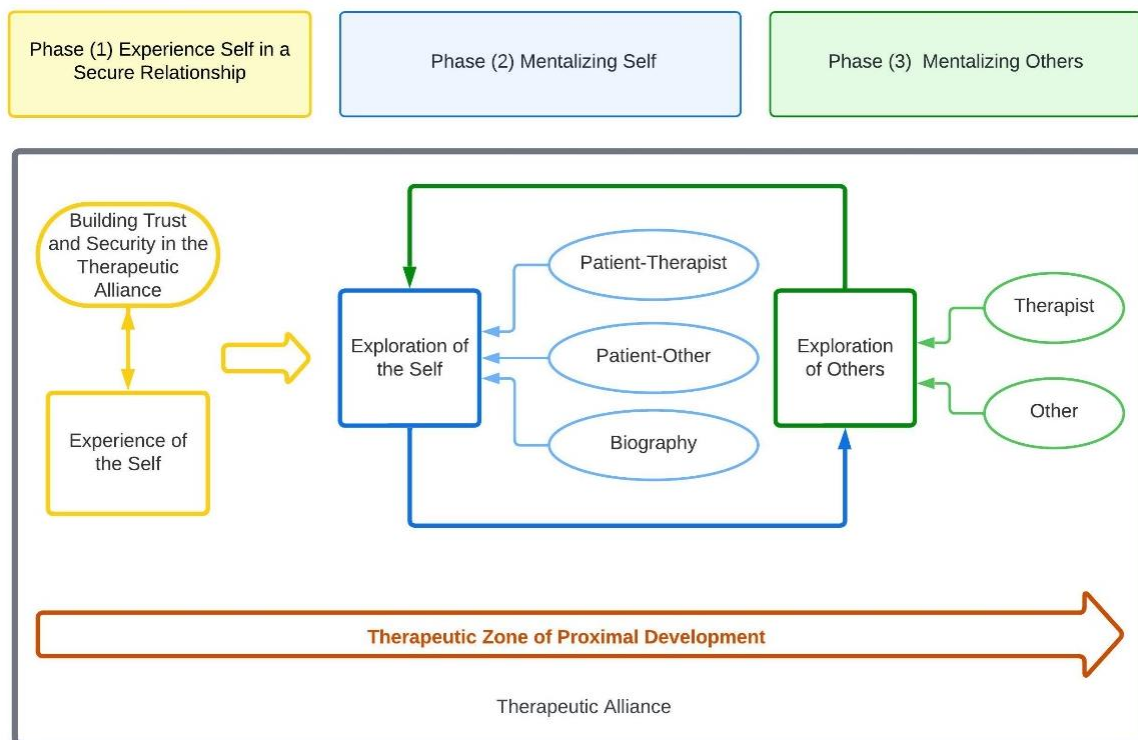 Phase (1) Experience Self in a
Secure Relationship
Phase (2) Mentalizing Self
Phase (3)  Mentalizing Others
Building Trust
and Security in the
Therapeutic
Alliance
Experience of
the Self
Exploration of
the Self
Patient-Therapist
Patient-Other
Biography
Exploration
of Others
Therapist
Other
Therapeutic Zone of Proximal Development
Therapeutic Alliance